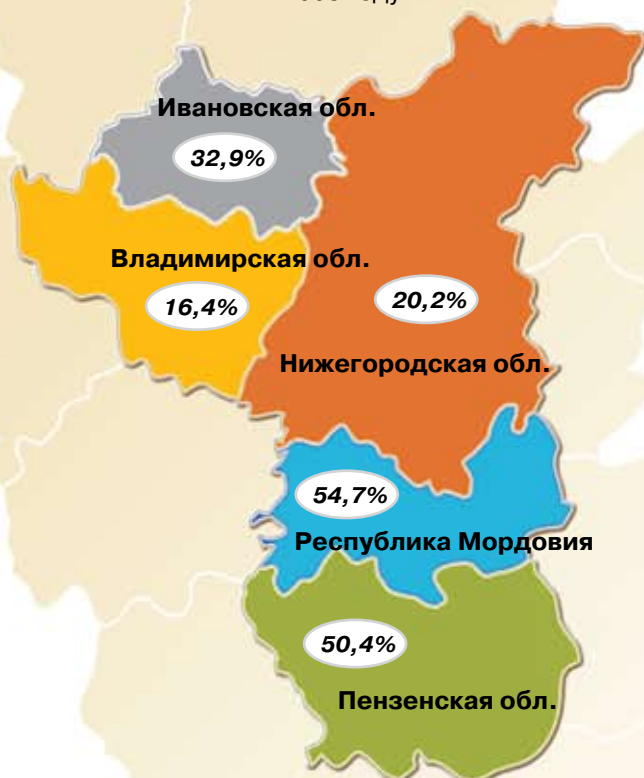 Ивановская обл.
32,9%
Владимирская обл.
16,4%
20,2%
Нижегородская обл.
54,7%
Республика Мордовия
50,4%
Пензенская обл.